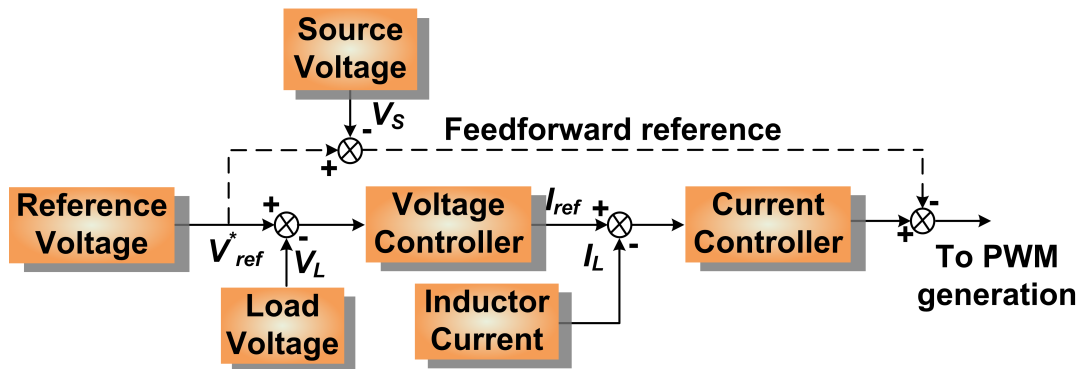 Source
Voltage
V_S
-
+
Feedforward reference
Reference
Voltage
V*_ref
+
-
V_L
Load
Voltage
Voltage
Controller
I_ref
+
-
I_L
Inductor
Current
Current
Controller
-
+
To PWM
generation